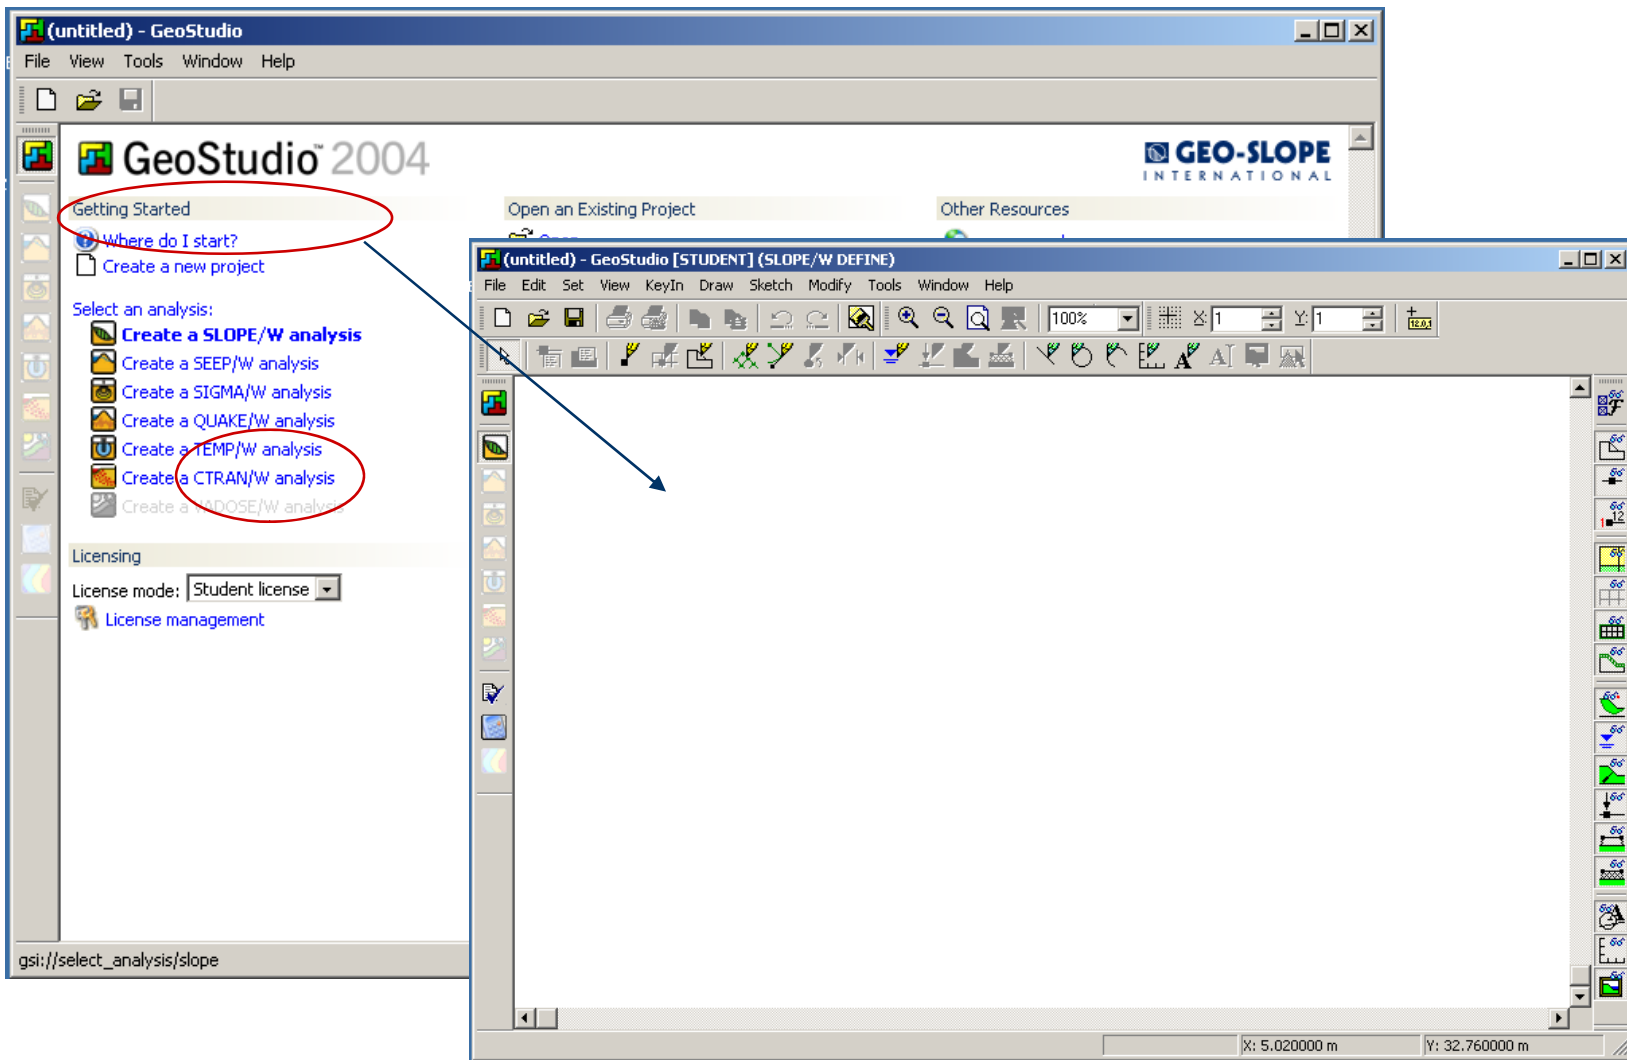 (untitled) - GeoStudio
File View Tools Window Help
GeoStudio™ 2004
GEO-SLOPE
INTERNATIONAL
Getting Started
Open an Existing Project
Other Resources
Where do I start?
Create a new project
Select an analysis:
Create a SLOPE/W analysis
Create a SEEP/W analysis
Create a SIGMA/W analysis
Create a QUAKE/W analysis
Create a TEMP/W analysis
Create a CTRAN/W analysis
Create a VADOSE/W analysis
Licensing
License mode: Student license
License management
gsi://select_analysis/slope
(untitled) - GeoStudio [STUDENT] (SLOPE/W DEFINE)
File Edit Set View KeyIn Draw Sketch Modify Tools Window Help
100% X: 1 Y: 1
X: 5.020000 m Y: 32.760000 m